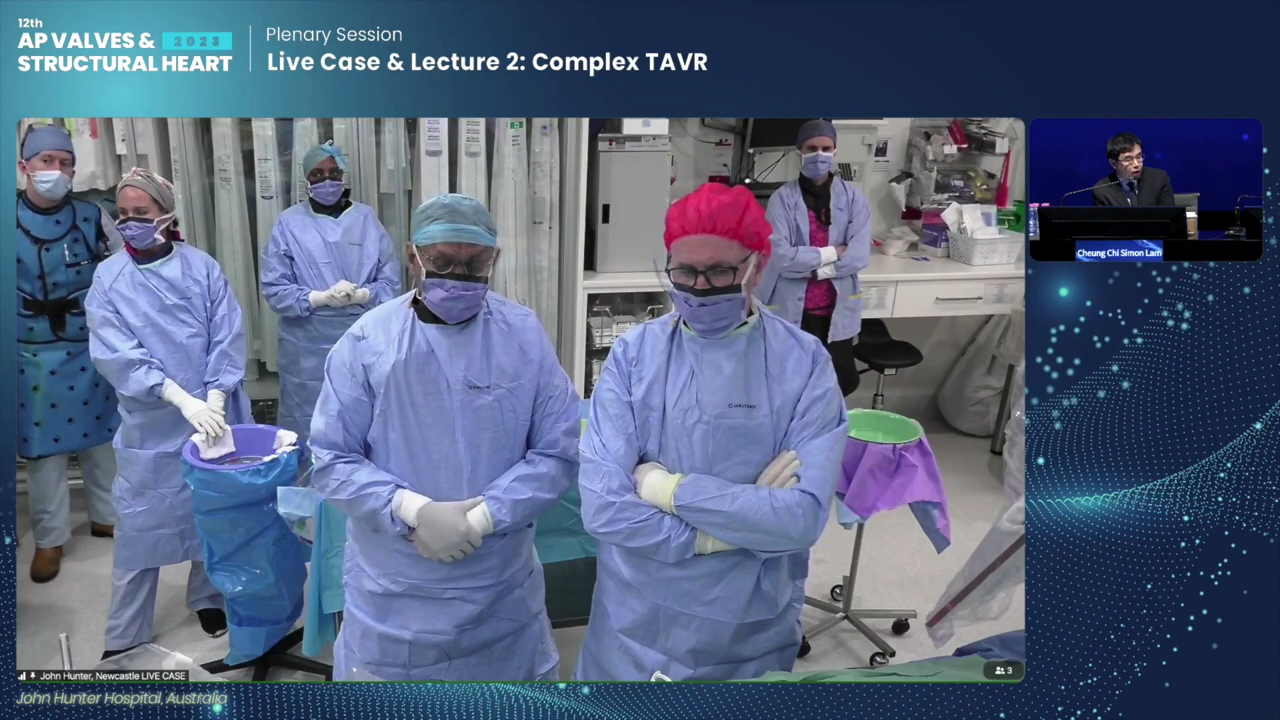 12th
AP VALVES & 2023
STRUCTURAL HEART
Plenary Session
Live Case & Lecture 2: Complex TAVR
Cheung Chi Simon Lam
John Hunter, Newcastle LIVE CASE
3
John Hunter Hospital, Australia